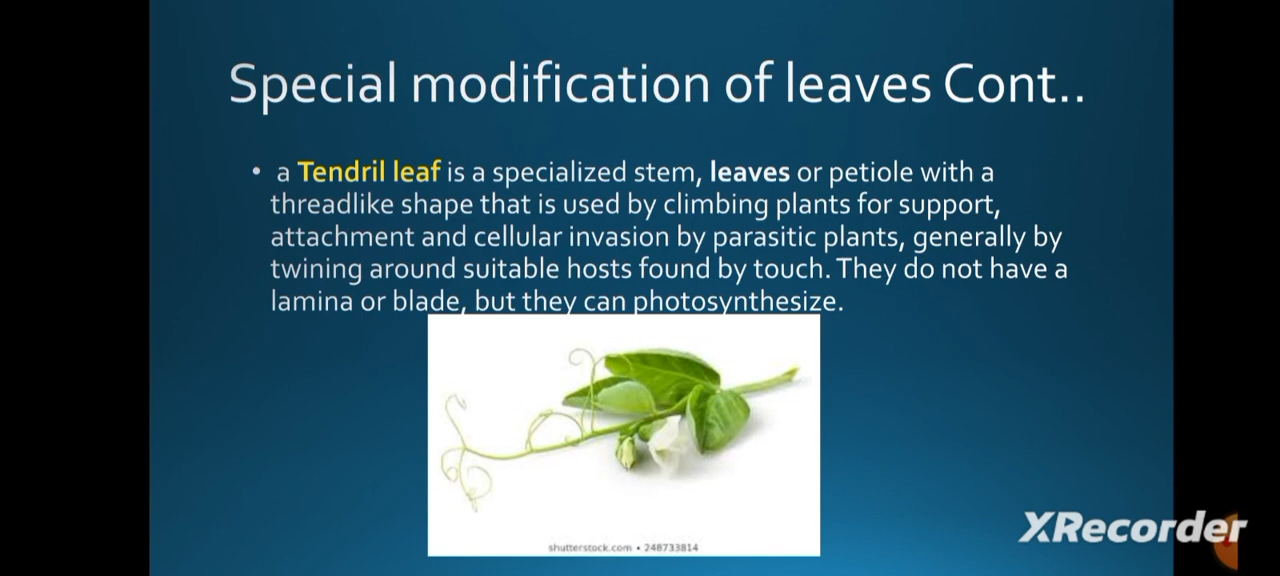 Special modification of leaves Cont..
• a Tendril leaf is a specialized stem, leaves or petiole with a
threadlike shape that is used by climbing plants for support,
attachment and cellular invasion by parasitic plants, generally by
twining around suitable hosts found by touch. They do not have a
lamina or blade, but they can photosynthesize.
shutterstock.com • 248733814
XRecorder